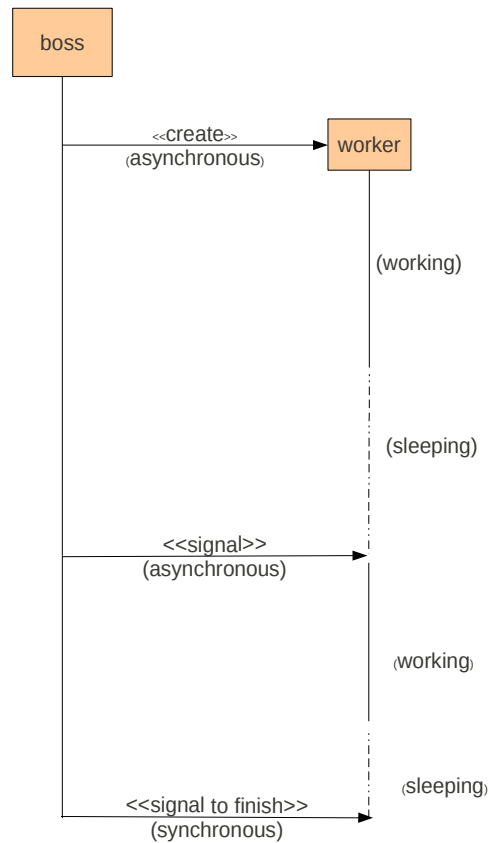 boss
<<create>>
(asynchronous)
worker
(working)
(sleeping)
<<signal>>
(asynchronous)
(working)
(sleeping)
<<signal to finish>>
(synchronous)